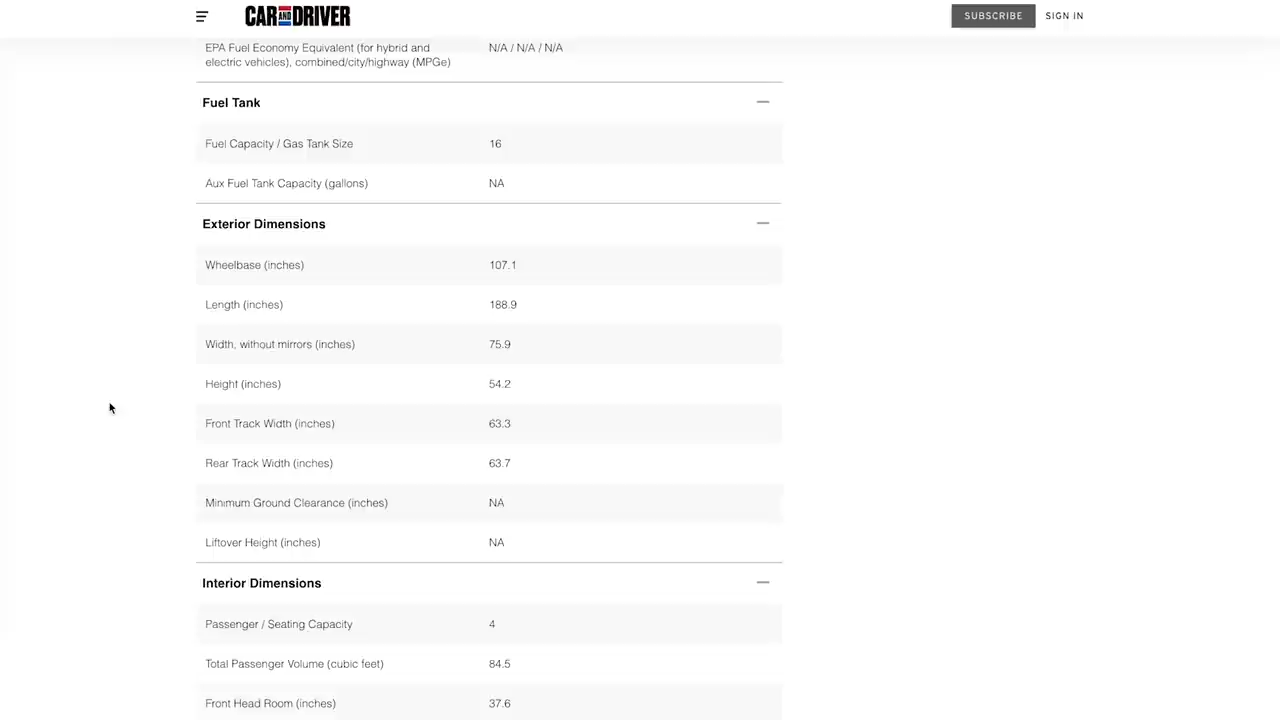 CAR AND DRIVER
SUBSCRIBE
SIGN IN
EPA Fuel Economy Equivalent (for hybrid and N/A / N/A / N/A
electric vehicles), combined/city/highway (MPGe)
Fuel Tank
Fuel Capacity / Gas Tank Size 16
Aux Fuel Tank Capacity (gallons) NA
Exterior Dimensions
Wheelbase (inches) 107.1
Length (inches) 188.9
Width, without mirrors (inches) 75.9
Height (inches) 54.2
Front Track Width (inches) 63.3
Rear Track Width (inches) 63.7
Minimum Ground Clearance (inches) NA
Liftover Height (inches) NA
Interior Dimensions
Passenger / Seating Capacity 4
Total Passenger Volume (cubic feet) 84.5
Front Head Room (inches) 37.6